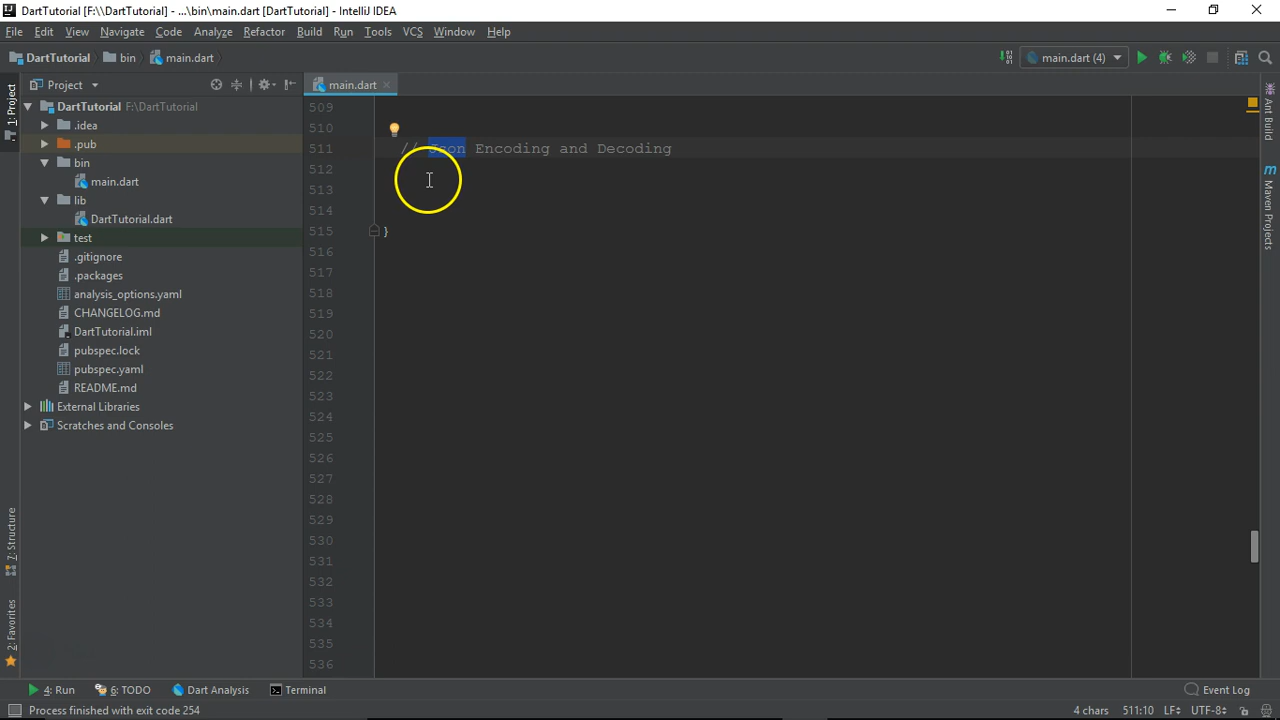 DartTutorial [F:\\DartTutorial] - ...\bin\main.dart [DartTutorial] - IntelliJ IDEA
File Edit View Navigate Code Analyze Refactor Build Run Tools VCS Window Help
DartTutorial bin main.dart main.dart (4)
1: Project
Project
main.dart
DartTutorial F:\DartTutorial
.idea
.pub
bin
main.dart
lib
DartTutorial.dart
test
.gitignore
.packages
analysis_options.yaml
CHANGELOG.md
DartTutorial.iml
pubspec.lock
pubspec.yaml
README.md
External Libraries
Scratches and Consoles
7: Structure
2: Favorites
509
510
511 // Json Encoding and Decoding
512
513
514
515 }
516
517
518
519
520
521
522
523
524
525
526
527
528
529
530
531
532
533
534
535
536
Ant Build
Maven Projects
4: Run 6: TODO Dart Analysis Terminal Event Log
Process finished with exit code 254 4 chars 511:10 LF UTF-8